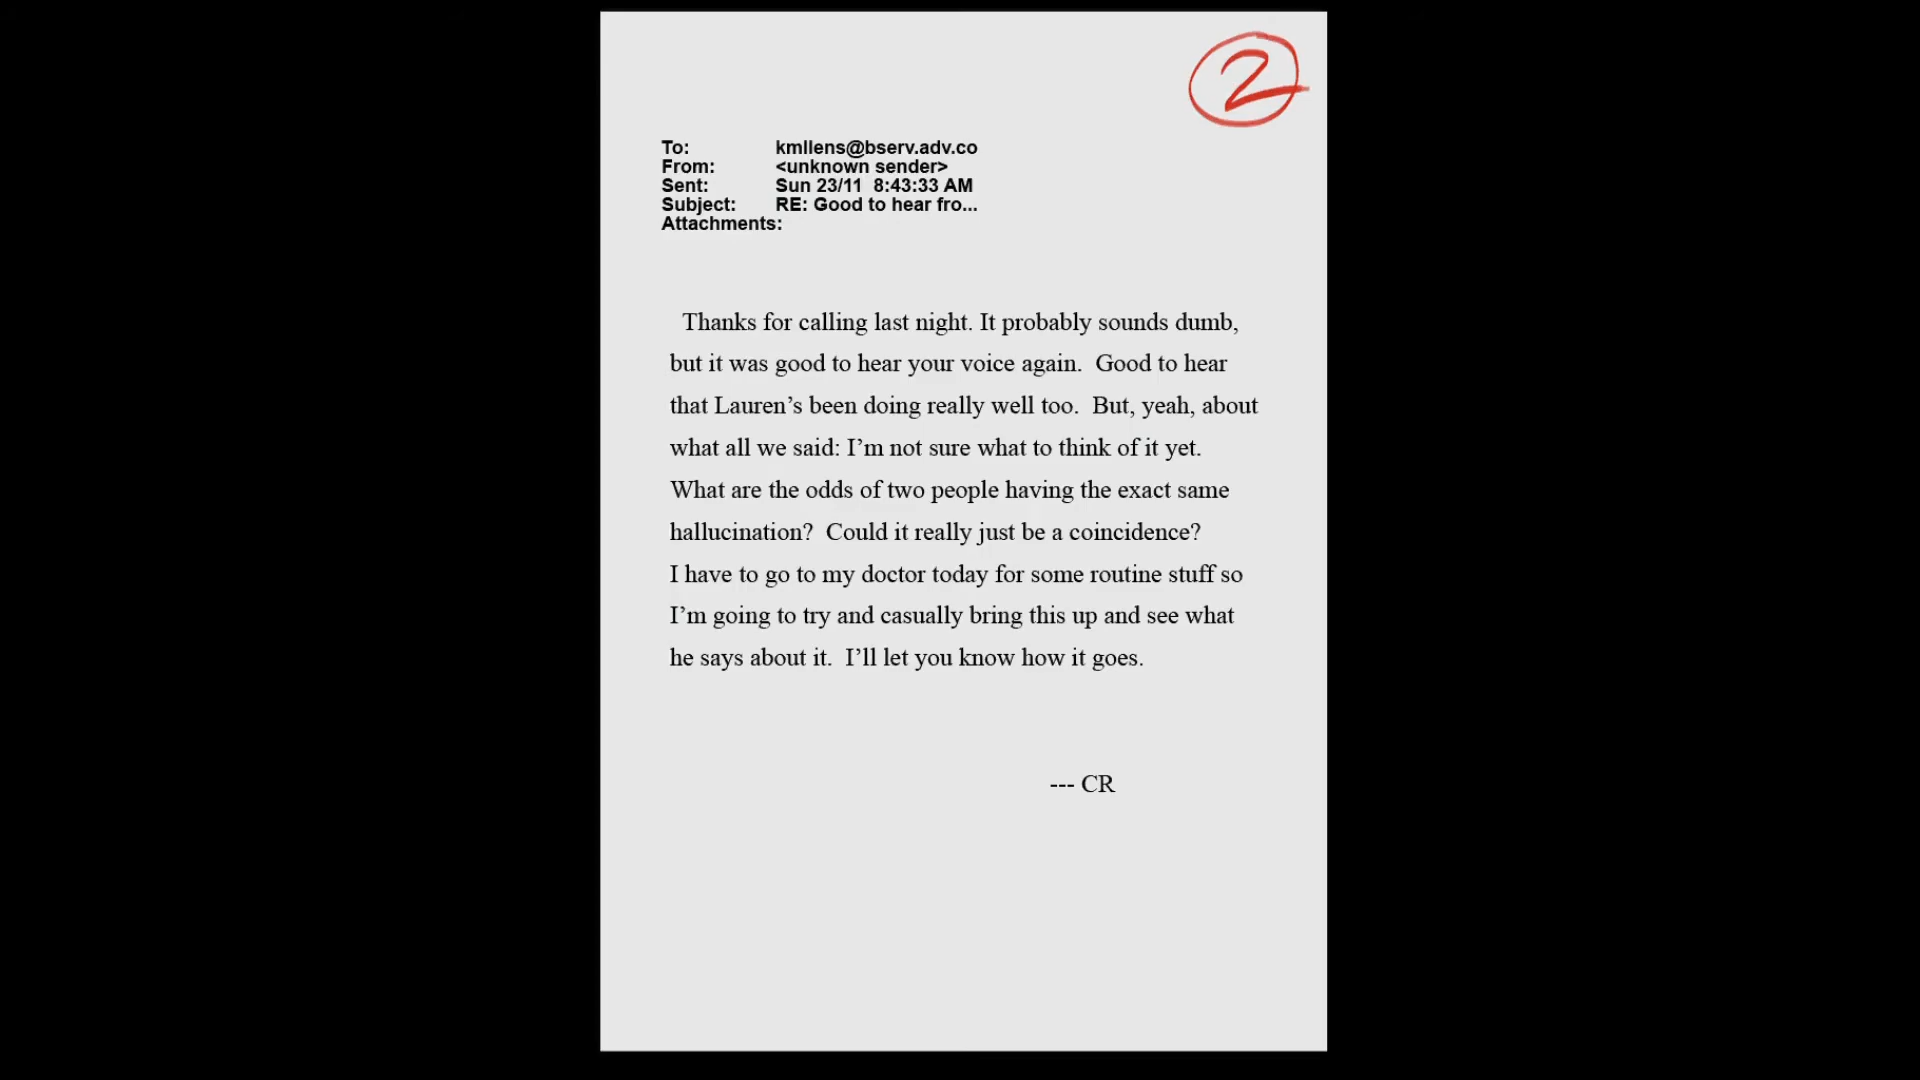 2
To: kmllens@bserv.adv.co
From: <unknown sender>
Sent: Sun 23/11  8:43:33 AM
Subject: RE: Good to hear fro...
Attachments:
Thanks for calling last night. It probably sounds dumb,
but it was good to hear your voice again.  Good to hear
that Lauren’s been doing really well too.  But, yeah, about
what all we said: I’m not sure what to think of it yet.
What are the odds of two people having the exact same
hallucination?  Could it really just be a coincidence?
I have to go to my doctor today for some routine stuff so
I’m going to try and casually bring this up and see what
he says about it.  I’ll let you know how it goes.
--- CR